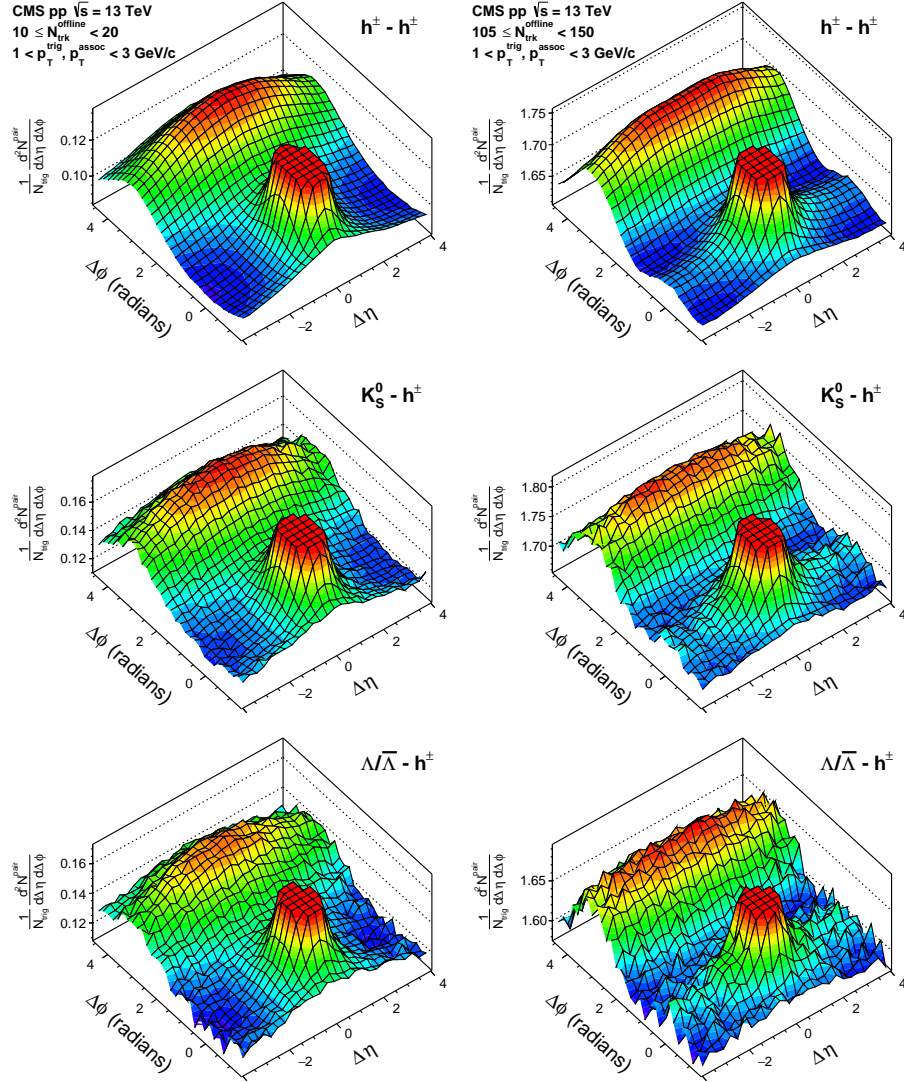 CMS pp √s = 13 TeV
10 ≤ N_trk^offline < 20
1 < p_T^trig, p_T^assoc < 3 GeV/c
h± - h±
1/N_trig d²N^pair/dΔη dΔϕ
0.12
0.10
4
2
0
Δϕ (radians)
−2
0
2
4
Δη
CMS pp √s = 13 TeV
105 ≤ N_trk^offline < 150
1 < p_T^trig, p_T^assoc < 3 GeV/c
h± - h±
1/N_trig d²N^pair/dΔη dΔϕ
1.75
1.70
1.65
4
2
0
Δϕ (radians)
−2
0
2
4
Δη
K_S^0 - h±
1/N_trig d²N^pair/dΔη dΔϕ
0.16
0.14
0.12
4
2
0
Δϕ (radians)
−2
0
2
4
Δη
K_S^0 - h±
1/N_trig d²N^pair/dΔη dΔϕ
1.80
1.75
1.70
4
2
0
Δϕ (radians)
−2
0
2
4
Δη
Λ/Λ̅ - h±
1/N_trig d²N^pair/dΔη dΔϕ
0.16
0.14
0.12
4
2
0
Δϕ (radians)
−2
0
2
4
Δη
Λ/Λ̅ - h±
1/N_trig d²N^pair/dΔη dΔϕ
1.65
1.60
4
2
0
Δϕ (radians)
−2
0
2
4
Δη